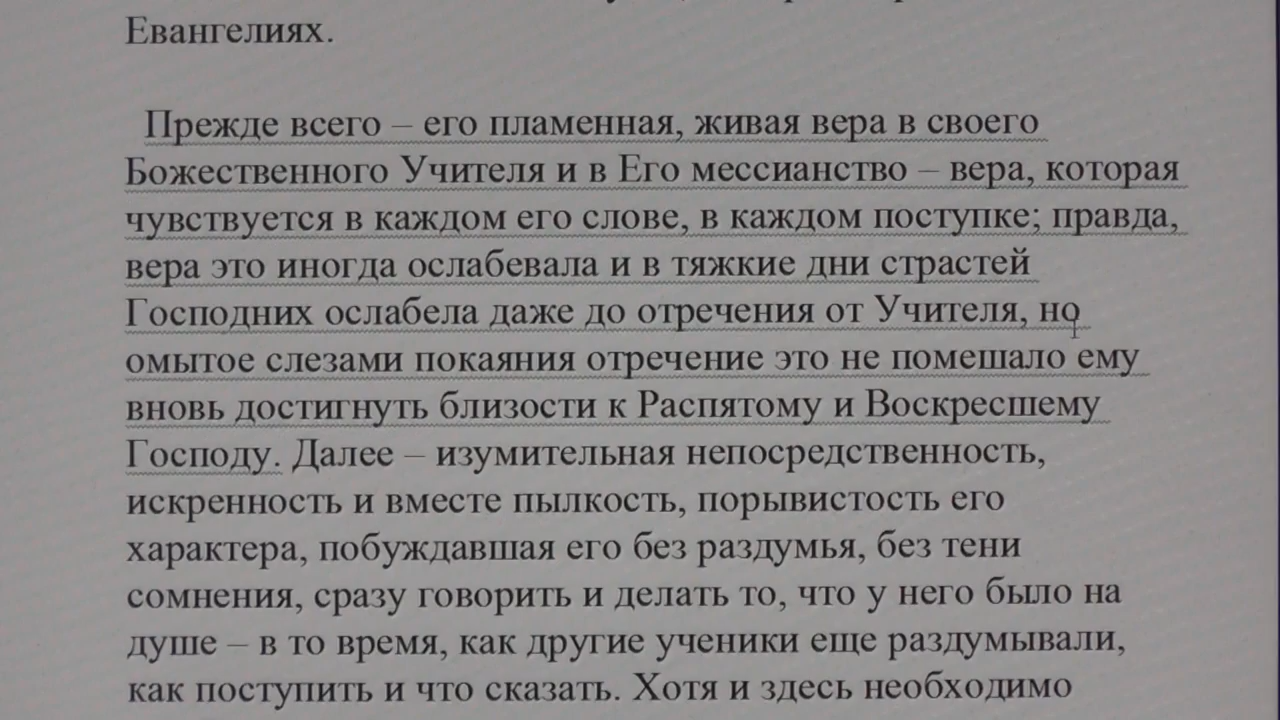 Евангелиях.
Прежде всего – его пламенная, живая вера в своего
Божественного Учителя и в Его мессианство – вера, которая
чувствуется в каждом его слове, в каждом поступке; правда,
вера это иногда ослабевала и в тяжкие дни страстей
Господних ослабела даже до отречения от Учителя, но
омытое слезами покаяния отречение это не помешало ему
вновь достигнуть близости к Распятому и Воскресшему
Господу. Далее – изумительная непосредственность,
искренность и вместе пылкость, порывистость его
характера, побуждавшая его без раздумья, без тени
сомнения, сразу говорить и делать то, что у него было на
душе – в то время, как другие ученики еще раздумывали,
как поступить и что сказать. Хотя и здесь необходимо